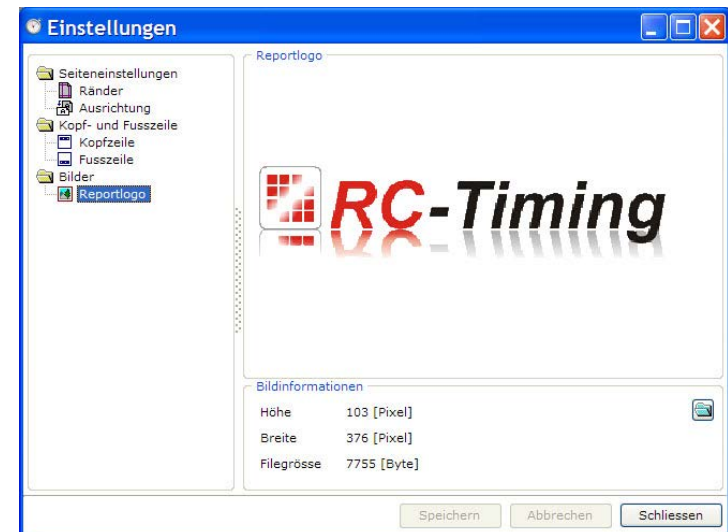 Einstellungen
Seiteneinstellungen
Ränder
Ausrichtung
Kopf- und Fusszeile
Kopfzeile
Fusszeile
Bilder
Reportlogo
Reportlogo
RC-Timing
Bildinformationen
Höhe 103 [Pixel]
Breite 376 [Pixel]
Filegrösse 7755 [Byte]
Speichern Abbrechen Schliessen